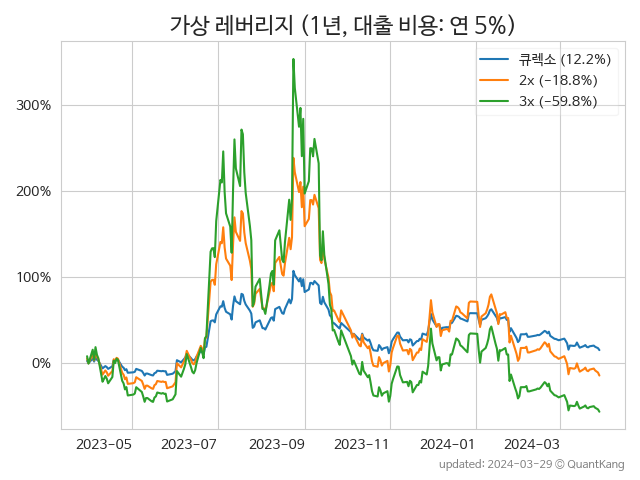 가상 레버리지 (1년, 대출 비용: 연 5%)
큐렉소 (12.2%)
2x (-18.8%)
3x (-59.8%)
300%
200%
100%
0%
2023-05 2023-07 2023-09 2023-11 2024-01 2024-03
updated: 2024-03-29 © QuantKang